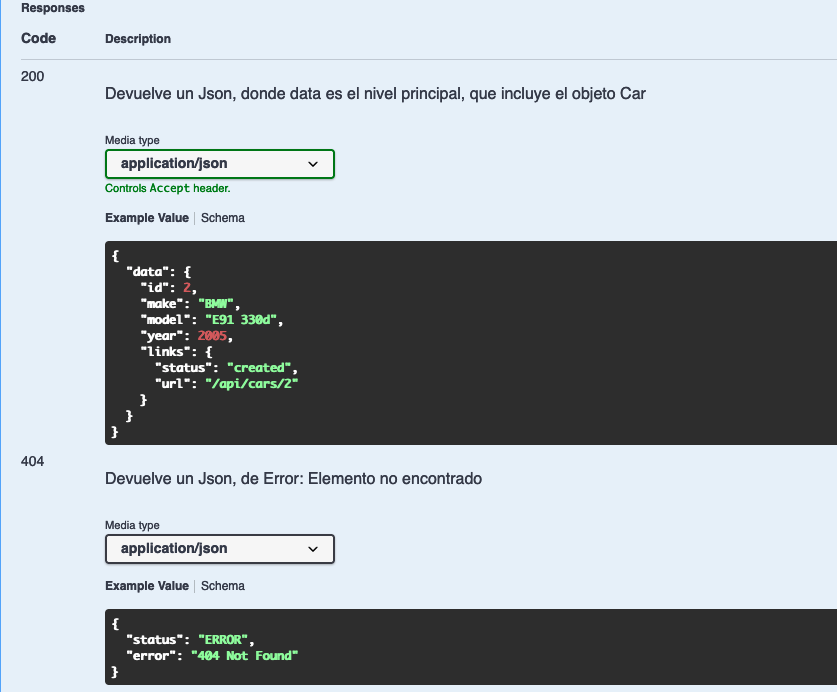 Responses
Code Description
200
Devuelve un Json, donde data es el nivel principal, que incluye el objeto Car
Media type
application/json
Controls Accept header.
Example Value Schema
{
  "data": {
    "id": 2,
    "make": "BMW",
    "model": "E91 330d",
    "year": 2005,
    "links": {
      "status": "created",
      "url": "/api/cars/2"
    }
  }
}
404
Devuelve un Json, de Error: Elemento no encontrado
Media type
application/json
Example Value Schema
{
  "status": "ERROR",
  "error": "404 Not Found"
}